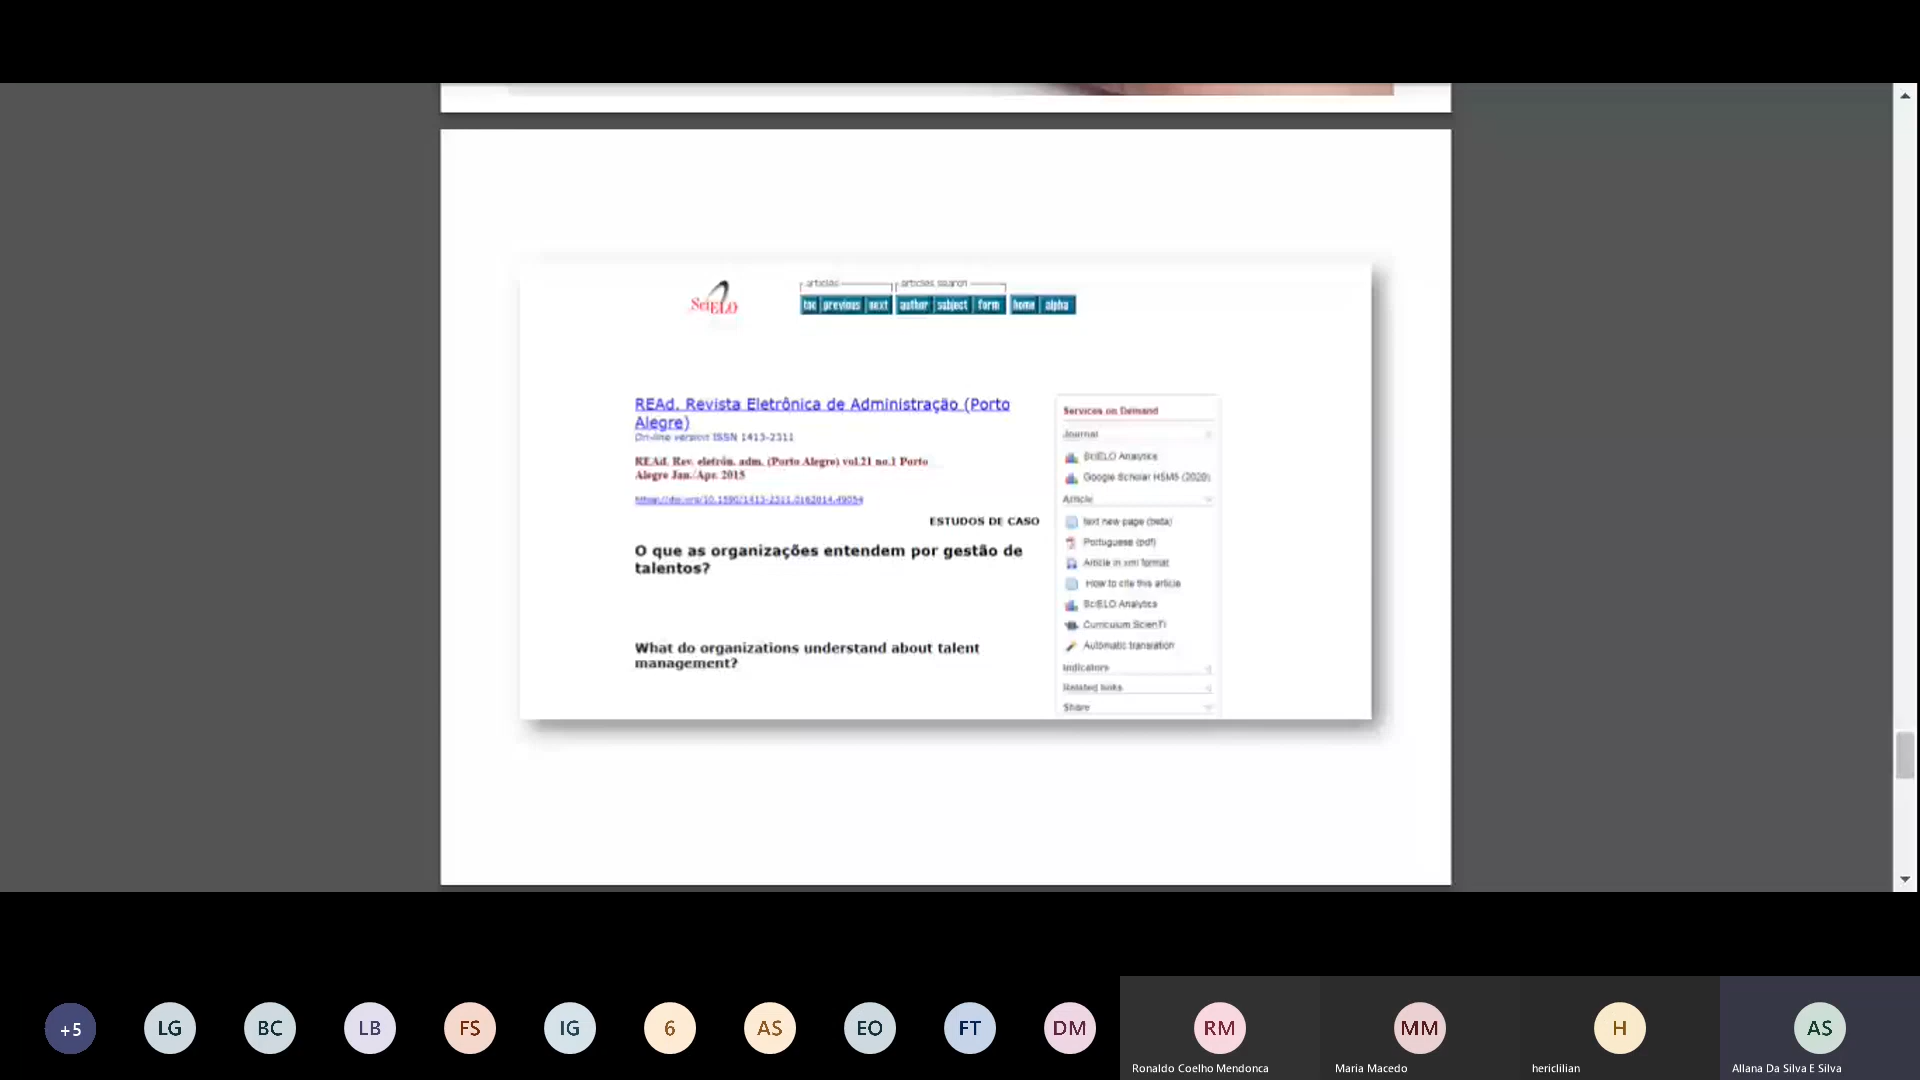 SciELO
articles
articles search
toc previous next author subject form home alpha
READ. Revista Eletrônica de Administração (Porto
Alegre)
On-line version ISSN 1413-2311
READ. Rev. eletrôn. adm. (Porto Alegre) vol.21 no.1 Porto
Alegre Jan./Apr. 2015
ESTUDOS DE CASO
O que as organizações entendem por gestão de
talentos?
What do organizations understand about talent
management?
Services on Demand
Journal
SciELO Analytics
Google Scholar H5M5 (2020)
Article
text new page (beta)
Portuguese (pdf)
Article in xml format
How to cite this article
SciELO Analytics
Curriculum ScienTI
Automatic translation
Indicators
Related links
Share
+5
LG
BC
LB
FS
IG
6
AS
EO
FT
DM
RM
Ronaldo Coelho Mendonca
MM
Maria Macedo
H
hericlilian
AS
Allana Da Silva E Silva